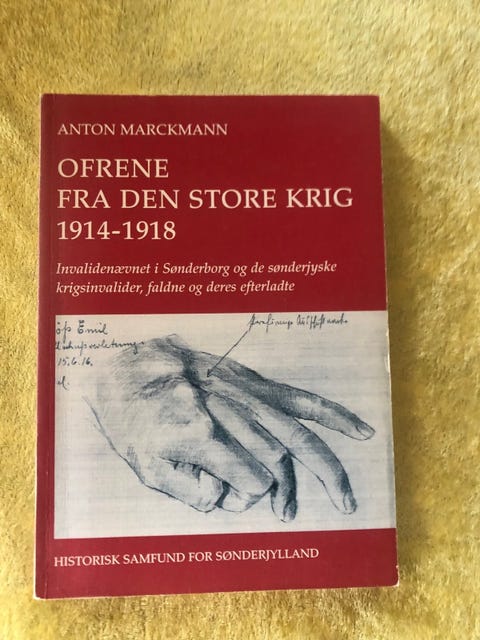 ANTON MARCKMANN
OFRENE
FRA DEN STORE KRIG
1914-1918
Invalidenævnet i Sønderborg og de sønderjyske
krigsinvalider, faldne og deres efterladte
Emil
15.6.16.
HISTORISK SAMFUND FOR SØNDERJYLLAND